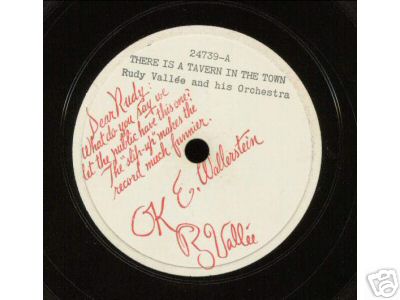 24739-A
THERE IS A TAVERN IN THE TOWN
Rudy Vallée and his Orchestra
Dear Rudy:
What do you say we
let the public have this one?
The "slip-up" makes the
record much funnier.
E. Wallerstein
OK
R Vallée
ebY